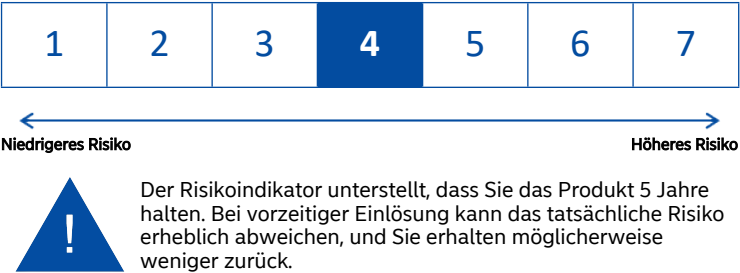 1 2 3 4 5 6 7
Niedrigeres Risiko Höheres Risiko
Der Risikoindikator unterstellt, dass Sie das Produkt 5 Jahre
halten. Bei vorzeitiger Einlösung kann das tatsächliche Risiko
erheblich abweichen, und Sie erhalten möglicherweise
weniger zurück.
!